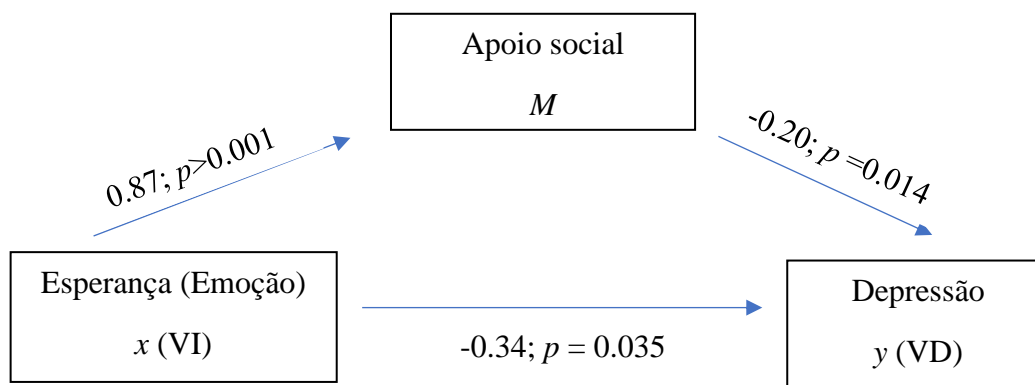 Apoio social
M
0.87; p>0.001
-0.20; p =0.014
Esperança (Emoção)
x (VI)
-0.34; p = 0.035
Depressão
y (VD)